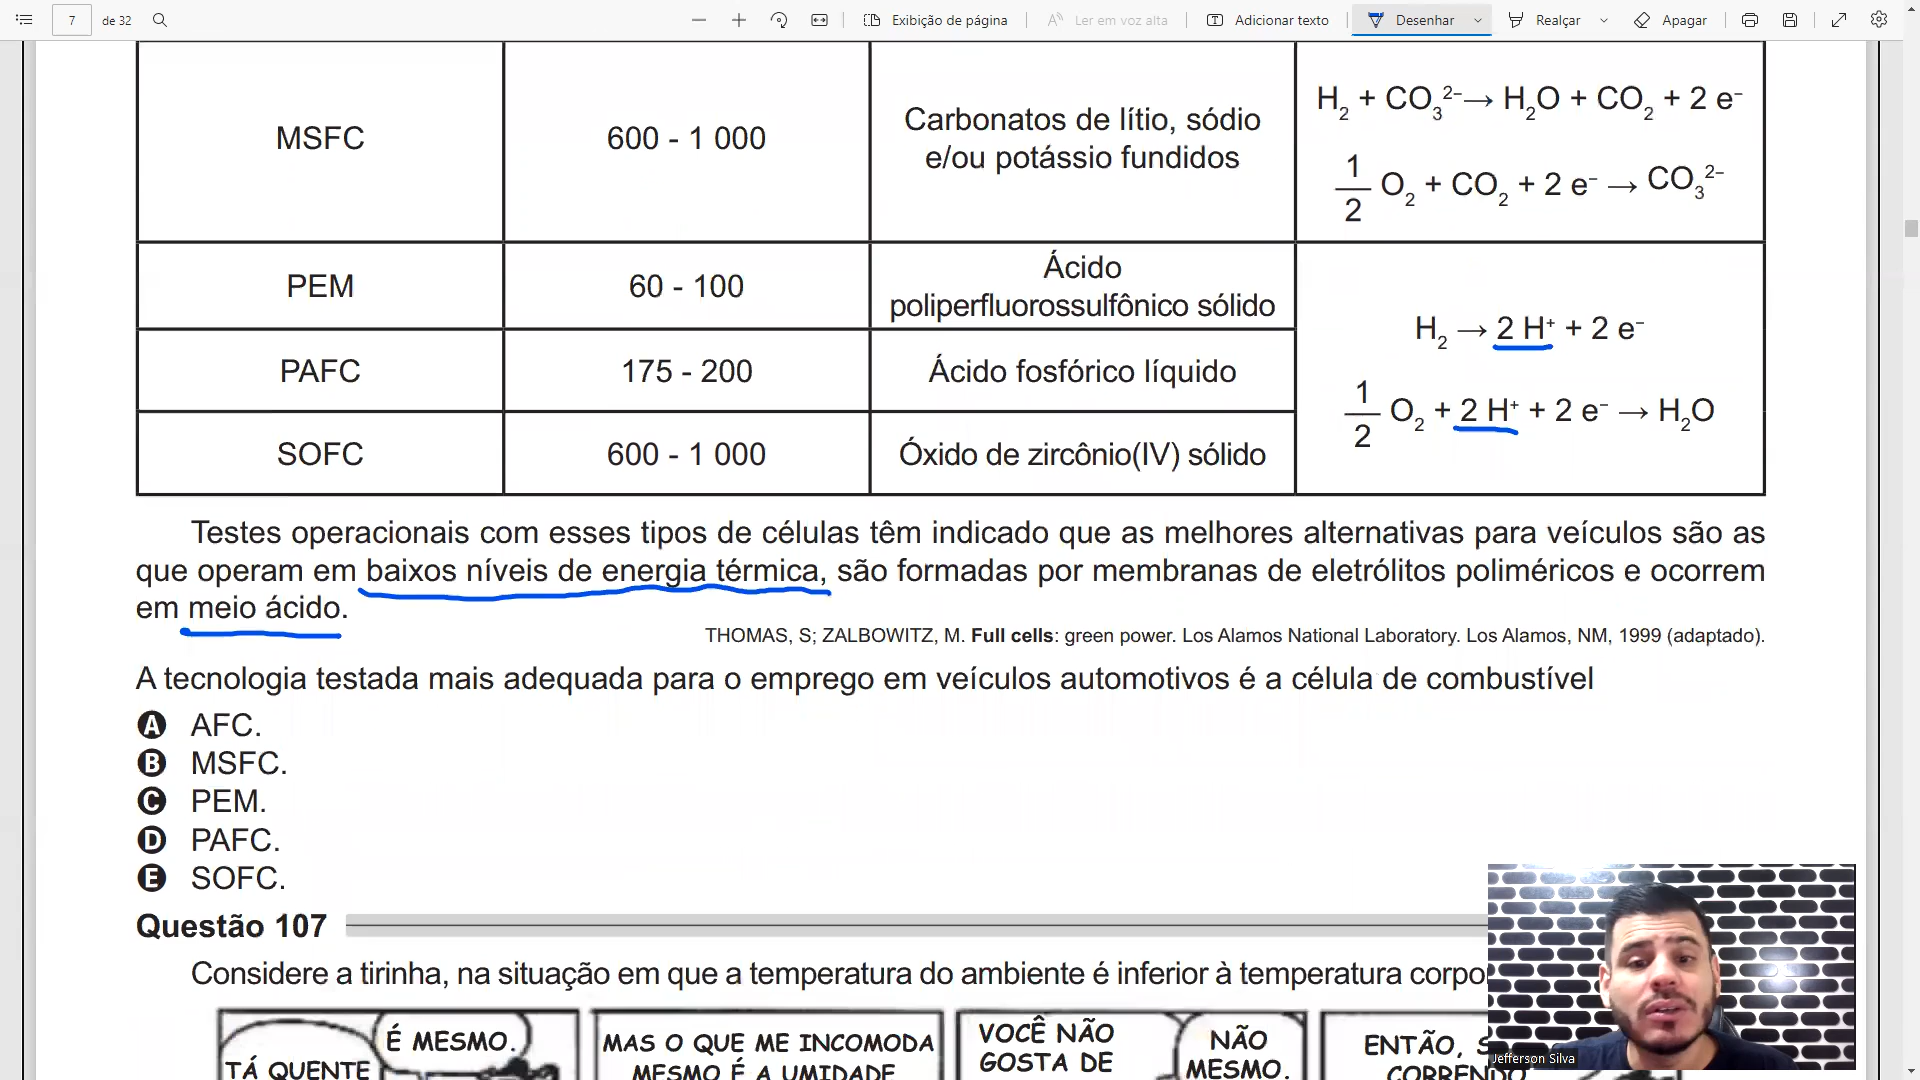 7 de 32 Exibição de página Ler em voz alta Adicionar texto Desenhar Realçar Apagar
MSFC
600 - 1 000
Carbonatos de lítio, sódio
e/ou potássio fundidos
H₂ + CO₃²⁻ → H₂O + CO₂ + 2 e⁻
1/2 O₂ + CO₂ + 2 e⁻ → CO₃²⁻
PEM
60 - 100
Ácido
poliperfluorossulfônico sólido
PAFC
175 - 200
Ácido fosfórico líquido
SOFC
600 - 1 000
Óxido de zircônio(IV) sólido
H₂ → 2 H⁺ + 2 e⁻
1/2 O₂ + 2 H⁺ + 2 e⁻ → H₂O
Testes operacionais com esses tipos de células têm indicado que as melhores alternativas para veículos são as
que operam em baixos níveis de energia térmica, são formadas por membranas de eletrólitos poliméricos e ocorrem
em meio ácido.
THOMAS, S; ZALBOWITZ, M. Full cells: green power. Los Alamos National Laboratory. Los Alamos, NM, 1999 (adaptado).
A tecnologia testada mais adequada para o emprego em veículos automotivos é a célula de combustível
A AFC.
B MSFC.
C PEM.
D PAFC.
E SOFC.
Questão 107
Considere a tirinha, na situação em que a temperatura do ambiente é inferior à temperatura corpo
TÁ QUENTE
É MESMO.
MAS O QUE ME INCOMODA
MESMO É A UMIDADE
VOCÊ NÃO
GOSTA DE
NÃO
MESMO.
ENTÃO, S
CORRENDO
Jefferson Silva